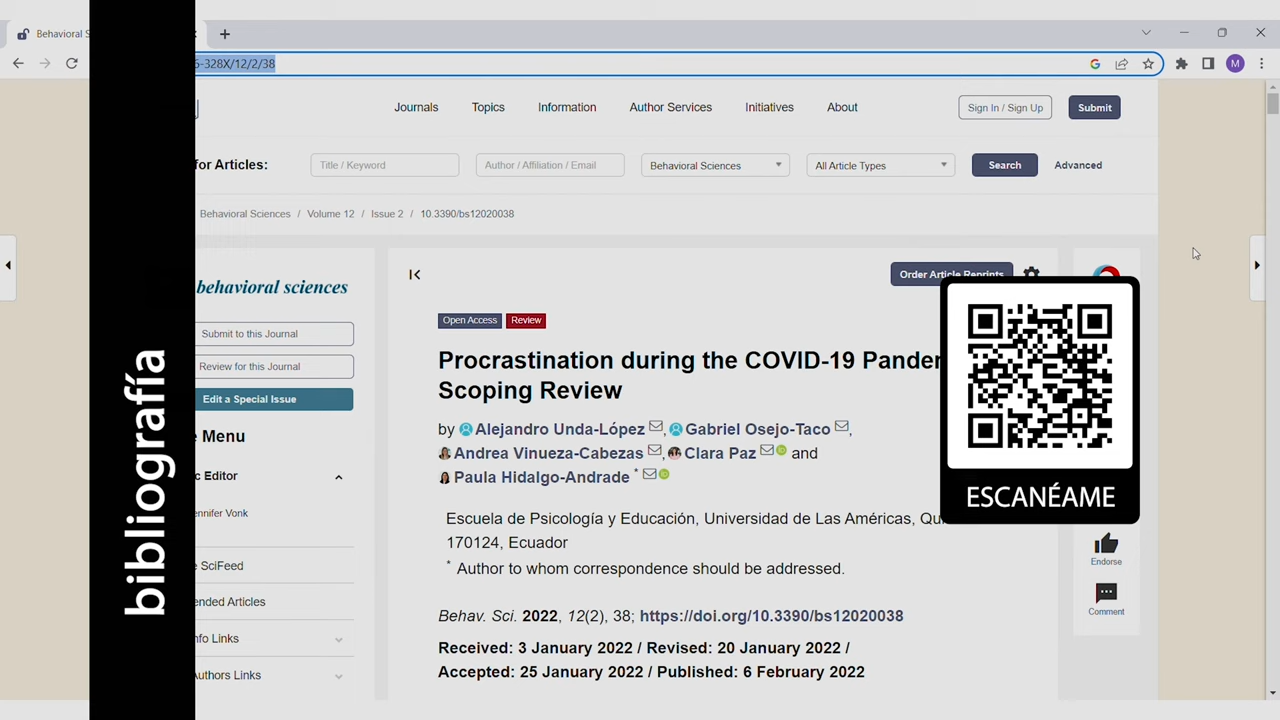 Behavioral S
6-328X/12/2/38
M
Journals
Topics
Information
Author Services
Initiatives
About
Sign In / Sign Up
Submit
for Articles:
Title / Keyword
Author / Affiliation / Email
Behavioral Sciences
All Article Types
Search
Advanced
Behavioral Sciences / Volume 12 / Issue 2 / 10.3390/bs12020038
behavioral sciences
Submit to this Journal
Review for this Journal
Edit a Special Issue
Menu
Editor
Vonk
SciFeed
Articles
Links
Links
bibliografía
Order Article Reprints
Open Access
Review
Procrastination during the COVID-19 Pandem
Scoping Review
by Alejandro Unda-López, Gabriel Osejo-Taco,
Andrea Vinueza-Cabezas, Clara Paz and
Paula Hidalgo-Andrade *
Escuela de Psicología y Educación, Universidad de Las Américas, Qu
170124, Ecuador
* Author to whom correspondence should be addressed.
Behav. Sci. 2022, 12(2), 38; https://doi.org/10.3390/bs12020038
Received: 3 January 2022 / Revised: 20 January 2022 /
Accepted: 25 January 2022 / Published: 6 February 2022
ESCANÉAME
Endorse
Comment